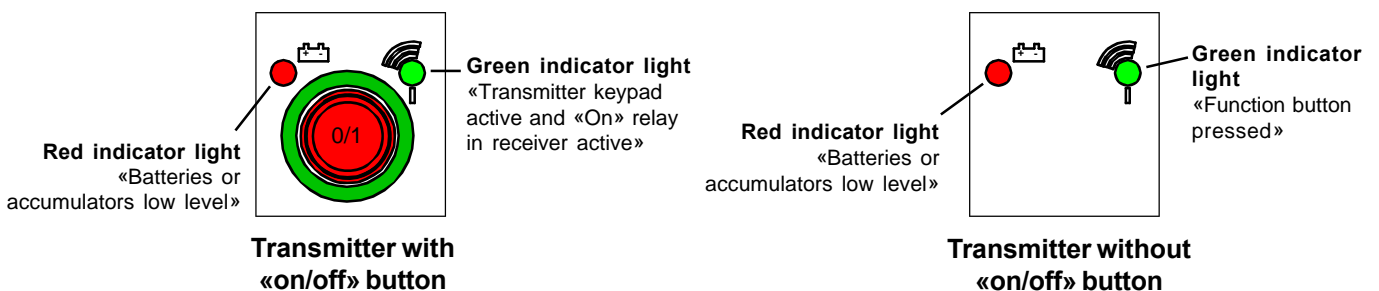 Green indicator light
«Transmitter keypad
active and «On» relay
in receiver active»
0/1
Red indicator light
«Batteries or
accumulators low level»
Transmitter with
«on/off» button
Green indicator
light
«Function button
pressed»
Red indicator light
«Batteries or
accumulators low level»
Transmitter without
«on/off» button